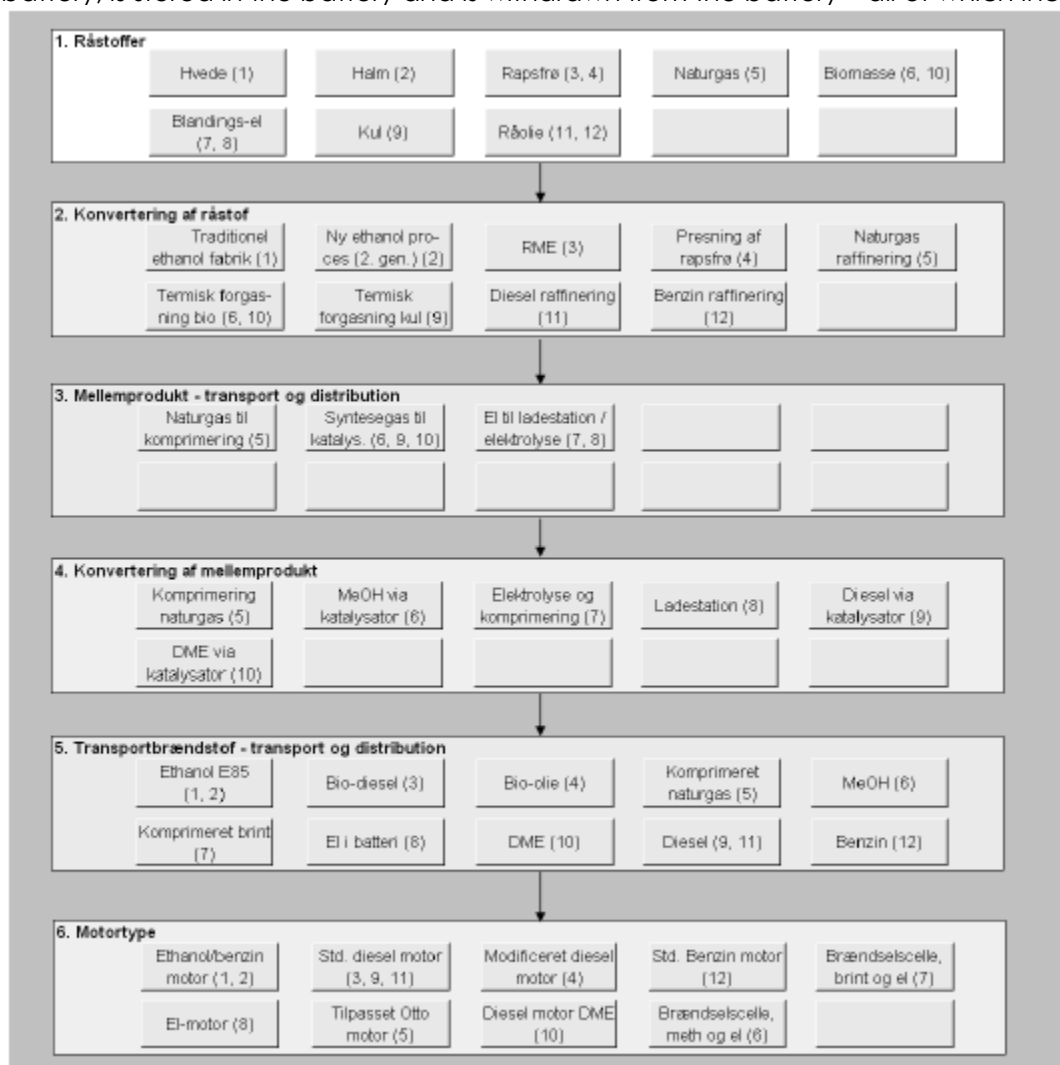 battery, is stored in the battery and is withdrawn from the battery – all of which
1. Råstoffer
Hvede (1)
Halm (2)
Rapsfrø (3, 4)
Naturgas (5)
Biomasse (6, 10)
Blandings-el
(7, 8)
Kul (9)
Råolie (11, 12)
2. Konvertering af råstof
Traditionel
ethanol fabrik (1)
Ny ethanol pro-
ces (2. gen.) (2)
RME (3)
Presning af
rapsfrø (4)
Naturgas
raffinering (5)
Termisk forgas-
ning bio (6, 10)
Termisk
forgasning kul (9)
Diesel raffinering
(11)
Benzin raffinering
(12)
3. Mellemprodukt - transport og distribution
Naturgas til
komprimering (5)
Syntesegas til
katalys. (6, 9, 10)
El til ladestation /
elektrolyse (7, 8)
4. Konvertering af mellemprodukt
Komprimering
naturgas (5)
MeOH via
katalysator (6)
Elektrolyse og
komprimering (7)
Ladestation (8)
Diesel via
katalysator (9)
DME via
katalysator (10)
5. Transportbrændstof - transport og distribution
Ethanol E85
(1, 2)
Bio-diesel (3)
Bio-olie (4)
Komprimeret
naturgas (5)
MeOH (6)
Komprimeret brint
(7)
El i batteri (8)
DME (10)
Diesel (9, 11)
Benzin (12)
6. Motortype
Ethanol/benzin
motor (1, 2)
Std. diesel motor
(3, 9, 11)
Modificeret diesel
motor (4)
Std. Benzin motor
(12)
Brændselscelle,
brint og el (7)
El-motor (8)
Tilpasset Otto
motor (5)
Diesel motor DME
(10)
Brændselscelle,
meth og el (6)